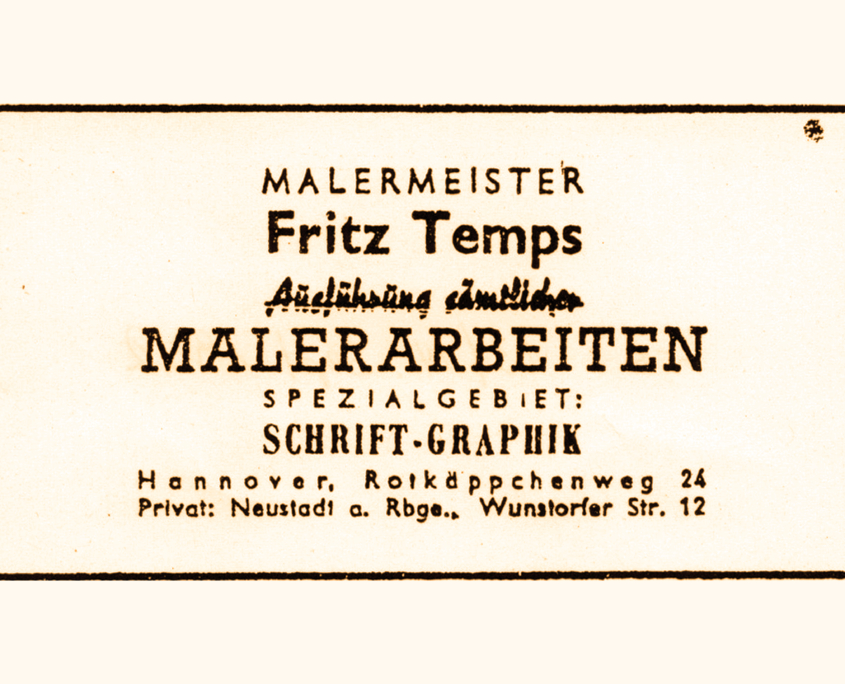 MALERMEISTER
Fritz Temps
Ausführung sämtlicher
MALERARBEITEN
SPEZIALGEBIET:
SCHRIFT-GRAPHIK
Hannover, Rotkäppchenweg 24
Privat: Neustadt a. Rbge., Wunstorfer Str. 12